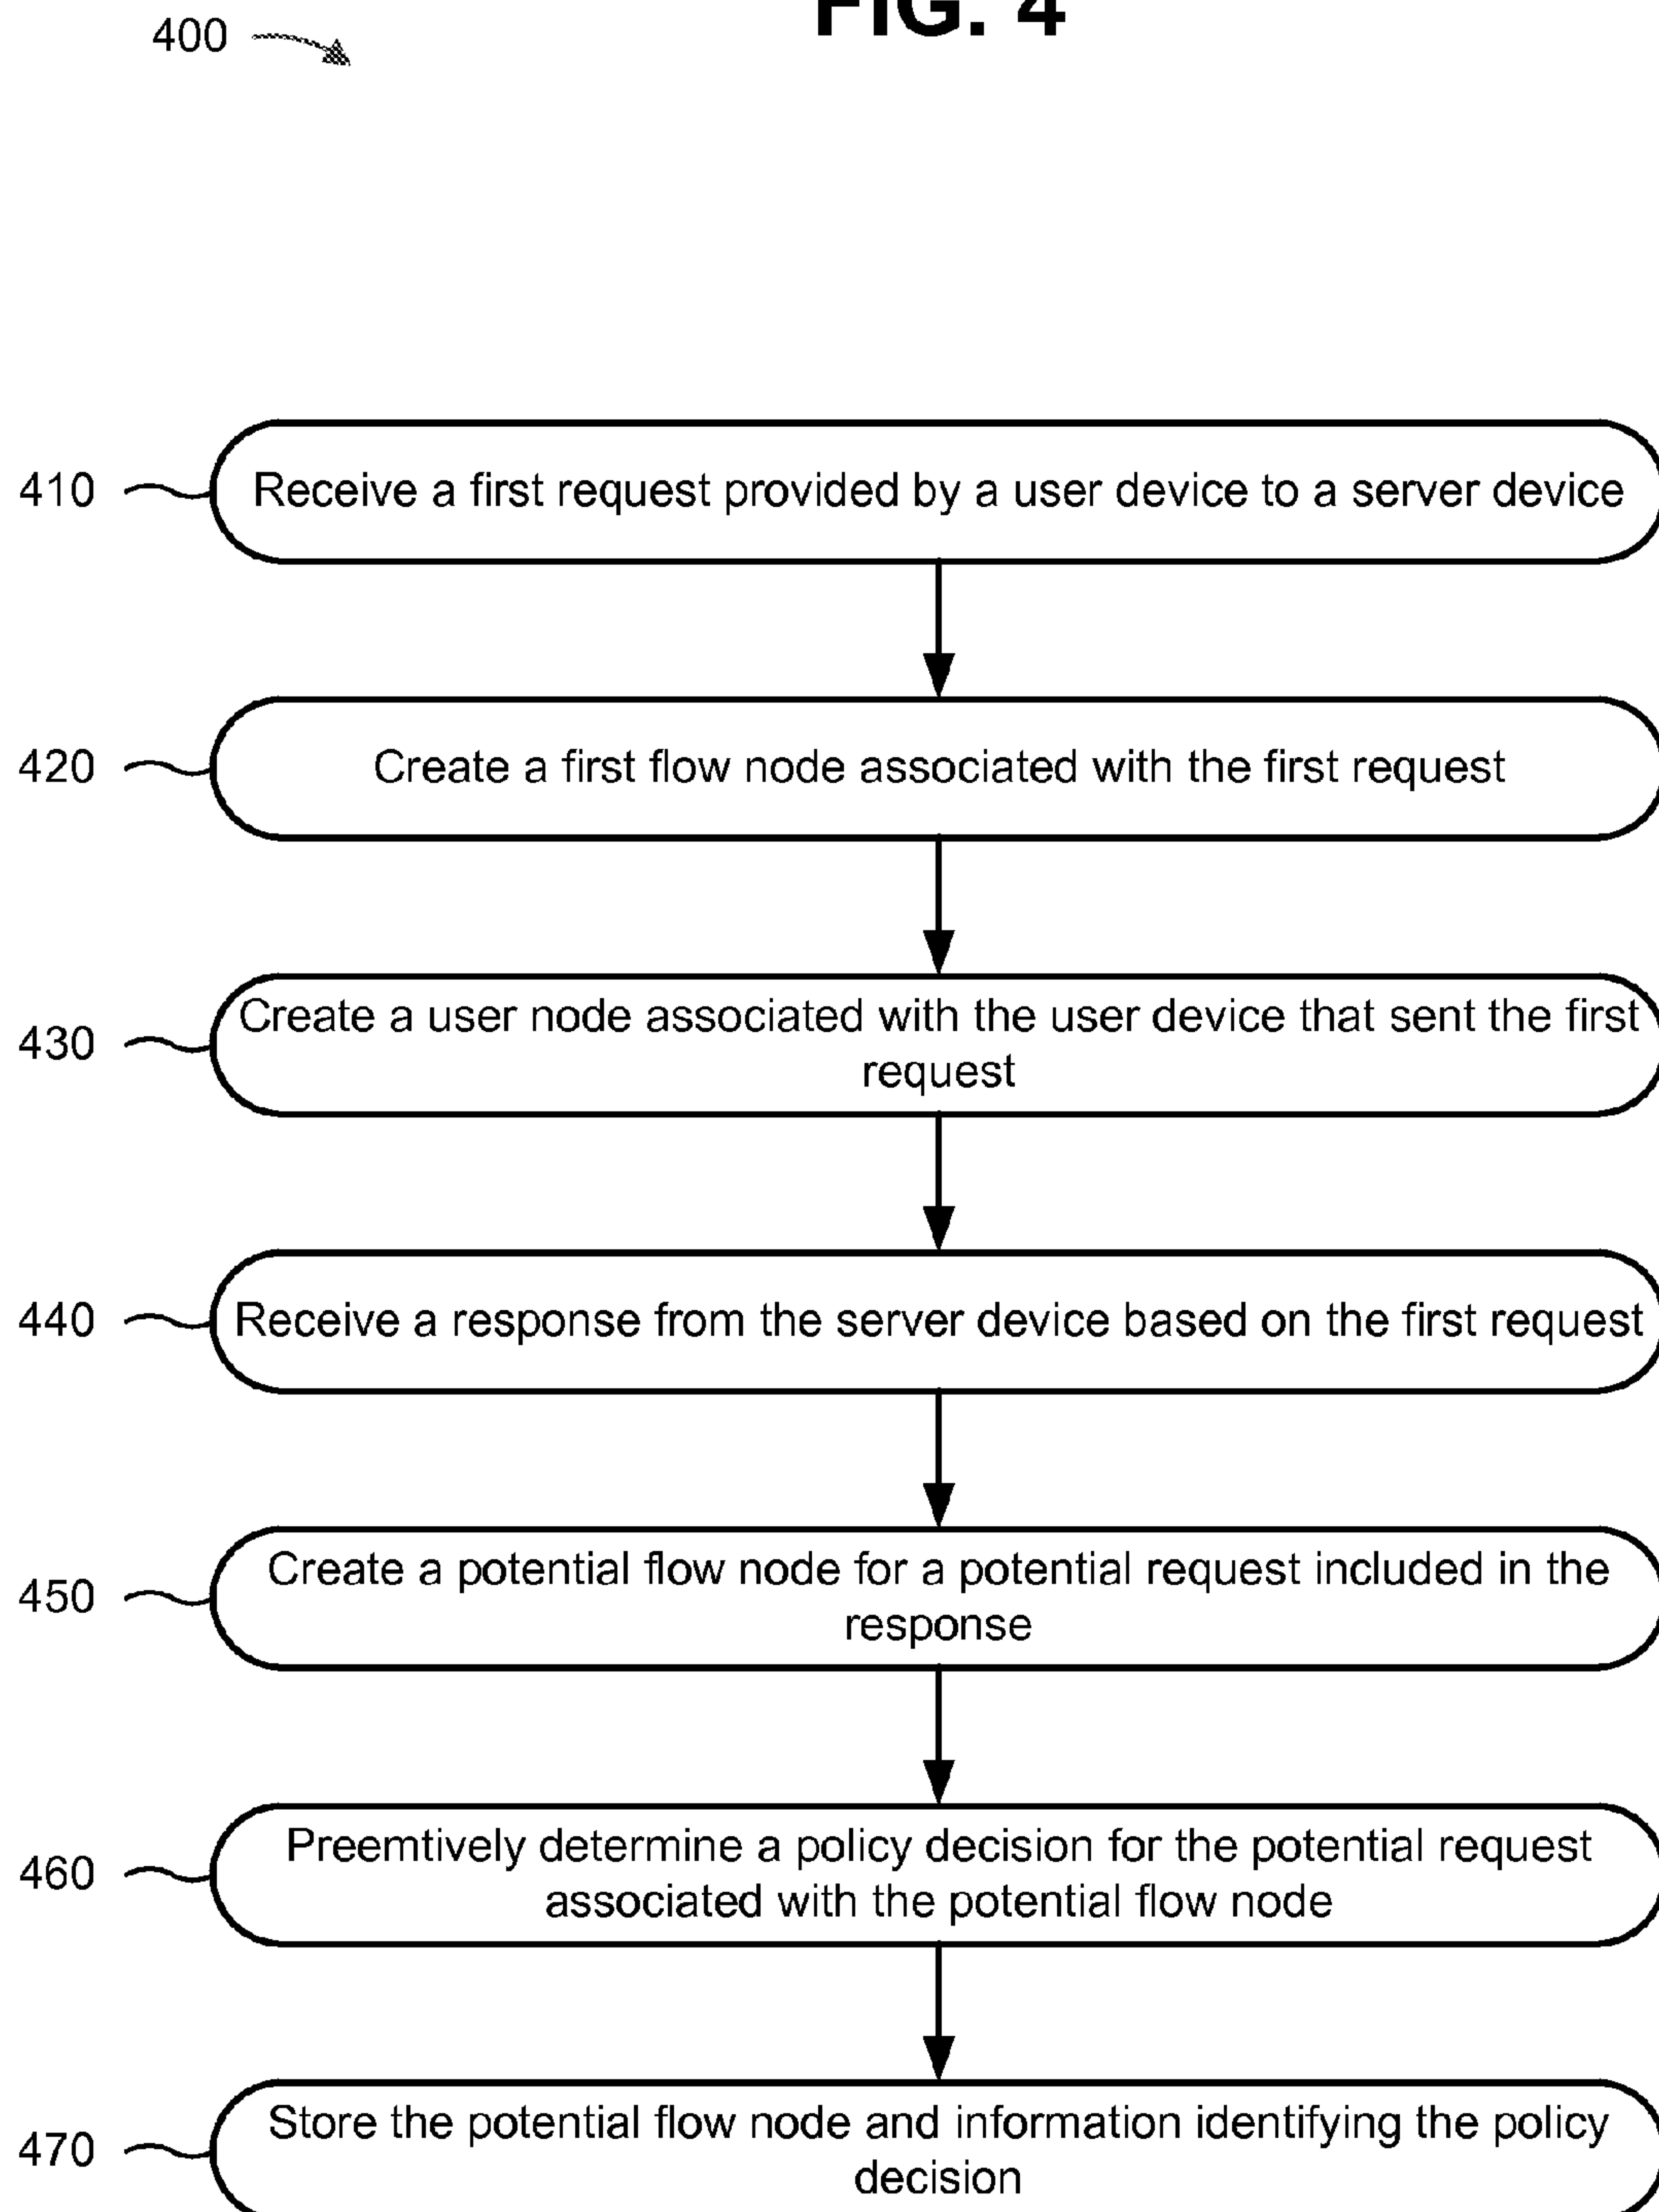 FIG. 4
400
410
Receive a first request provided by a user device to a server device
420
Create a first flow node associated with the first request
430
Create a user node associated with the user device that sent the first
request
440
Receive a response from the server device based on the first request
450
Create a potential flow node for a potential request included in the
response
460
Preemtively determine a policy decision for the potential request
associated with the potential flow node
470
Store the potential flow node and information identifying the policy
decision